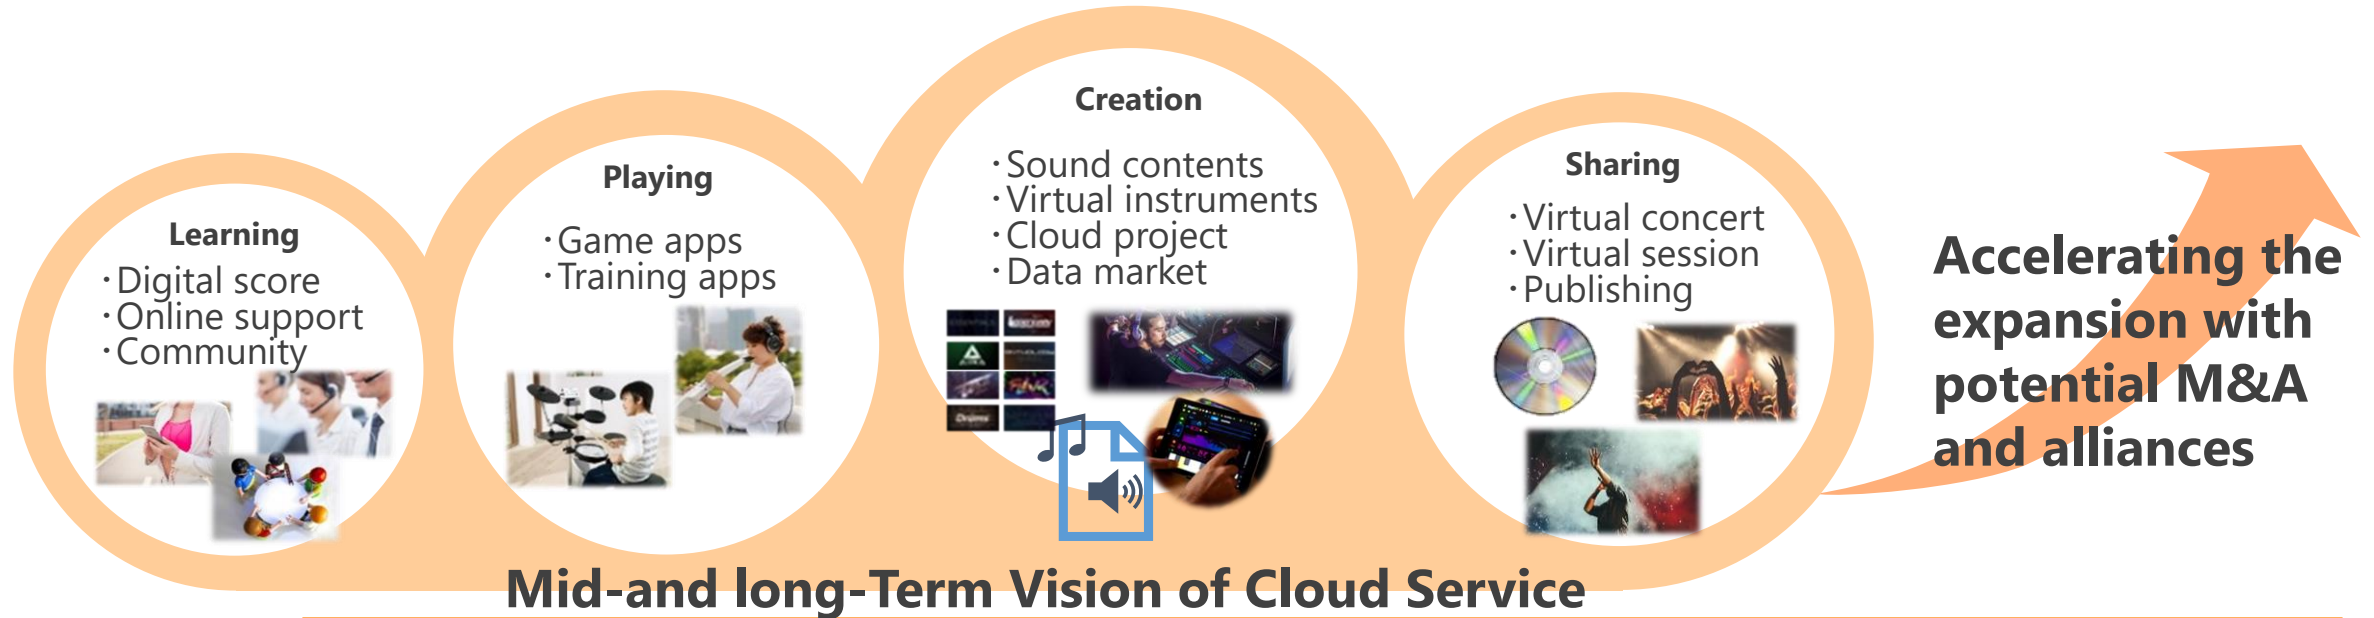 Learning
・Digital score
・Online support
・Community
Playing
・Game apps
・Training apps
Creation
・Sound contents
・Virtual instruments
・Cloud project
・Data market
Sharing
・Virtual concert
・Virtual session
・Publishing
Accelerating the
expansion with
potential M&A
and alliances
Mid-and long-Term Vision of Cloud Service